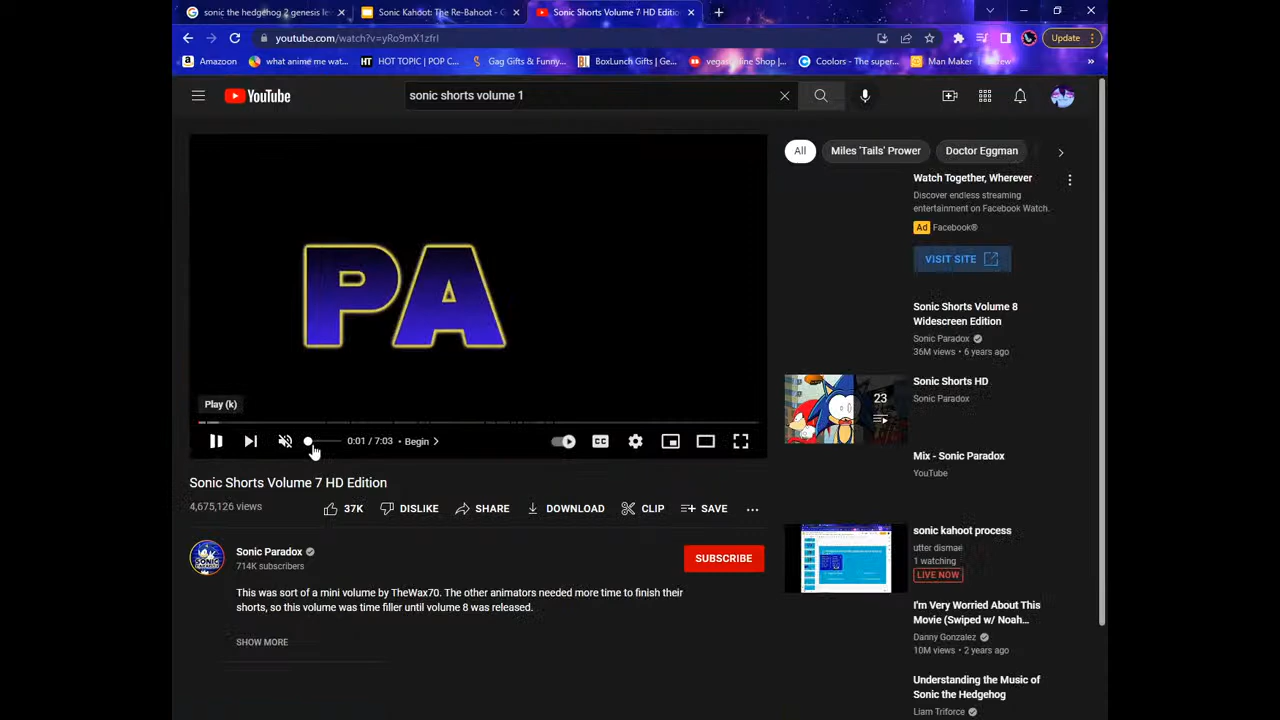 sonic the hedgehog 2 genesis le
Sonic Kahoot: The Re-Bahoot - G
Sonic Shorts Volume 7 HD Editio
youtube.com/watch?v=yRo9mX1zfrI
Update
Amazoon
what animé me wat...
HOT TOPIC | POP C...
Gag Gifts & Funny...
BoxLunch Gifts | Ge...
Coolors - The super...
Man Maker
YouTube
sonic shorts volume 1
PA
Play (k)
0:01 / 7:03 • Begin
CC
Sonic Shorts Volume 7 HD Edition
4,675,126 views
37K
DISLIKE
SHARE
DOWNLOAD
CLIP
SAVE
Sonic Paradox
714K subscribers
SUBSCRIBE
This was sort of a mini volume by TheWax70. The other animators needed more time to finish their
shorts, so this volume was time filler until volume 8 was released.
SHOW MORE
All
Miles 'Tails' Prower
Doctor Eggman
Watch Together, Wherever
Discover endless streaming
entertainment on Facebook Watch.
Ad Facebook®
VISIT SITE
Sonic Shorts Volume 8
Widescreen Edition
Sonic Paradox
36M views • 6 years ago
23
Sonic Shorts HD
Sonic Paradox
Mix - Sonic Paradox
YouTube
sonic kahoot process
utter dismae
1 watching
LIVE NOW
I'm Very Worried About This
Movie (Swiped w/ Noah...
Danny Gonzalez
10M views • 2 years ago
Understanding the Music of
Sonic the Hedgehog
Liam Triforce